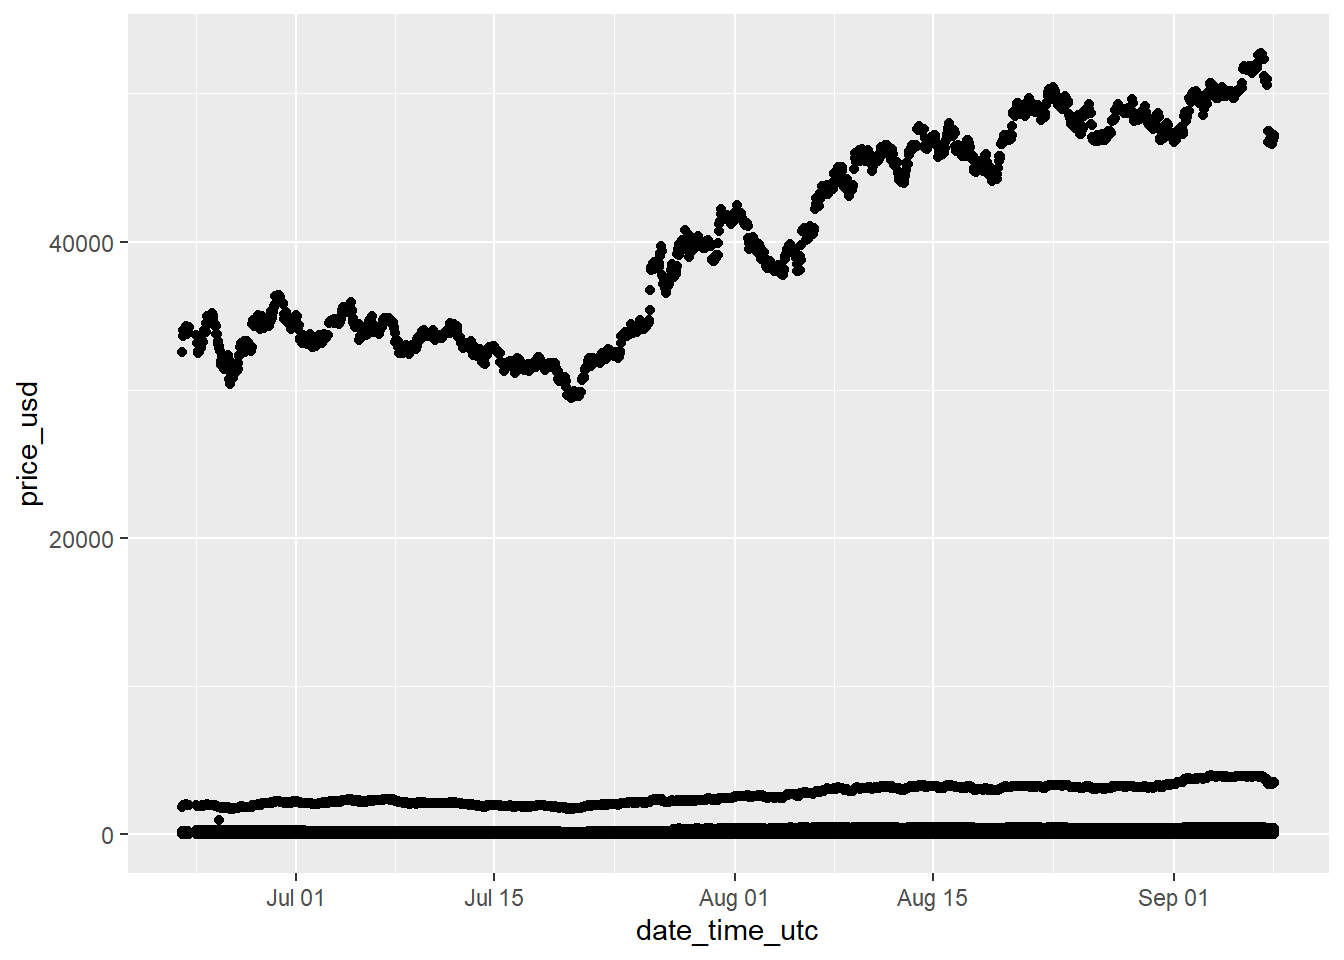 price_usd
40000
20000
0
Jul 01
Jul 15
Aug 01
Aug 15
Sep 01
date_time_utc